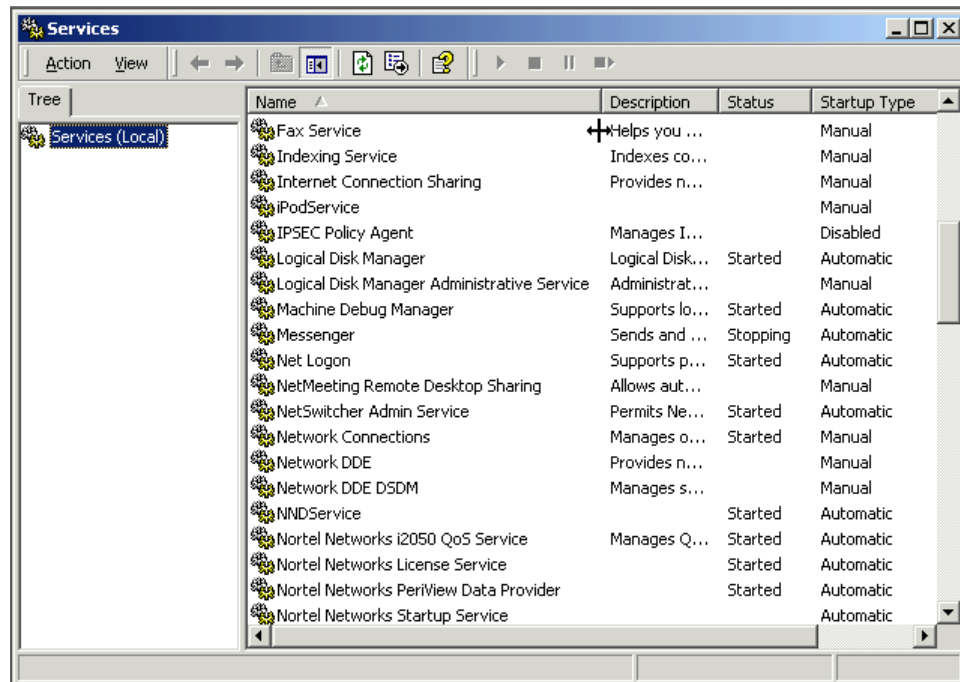 Services
Action View
Tree
Services (Local)
Name Description Status Startup Type
Fax Service Helps you ... Manual
Indexing Service Indexes co... Manual
Internet Connection Sharing Provides n... Manual
iPodService Manual
IPSEC Policy Agent Manages I... Disabled
Logical Disk Manager Logical Disk... Started Automatic
Logical Disk Manager Administrative Service Administrat... Manual
Machine Debug Manager Supports lo... Started Automatic
Messenger Sends and ... Stopping Automatic
Net Logon Supports p... Started Automatic
NetMeeting Remote Desktop Sharing Allows aut... Manual
NetSwitcher Admin Service Permits Ne... Started Automatic
Network Connections Manages o... Started Manual
Network DDE Provides n... Manual
Network DDE DSDM Manages s... Manual
NNDService Started Automatic
Nortel Networks i2050 QoS Service Manages Q... Started Automatic
Nortel Networks License Service Started Automatic
Nortel Networks PeriView Data Provider Started Automatic
Nortel Networks Startup Service Automatic